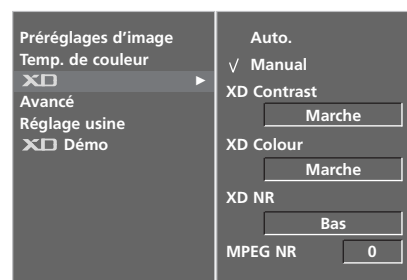 Préréglages d’image
Temp. de couleur
XD
Avancé
Réglage usine
XD Démo
Auto.
√ Manual
XD Contrast
Marche
XD Colour
Marche
XD NR
Bas
MPEG NR 0